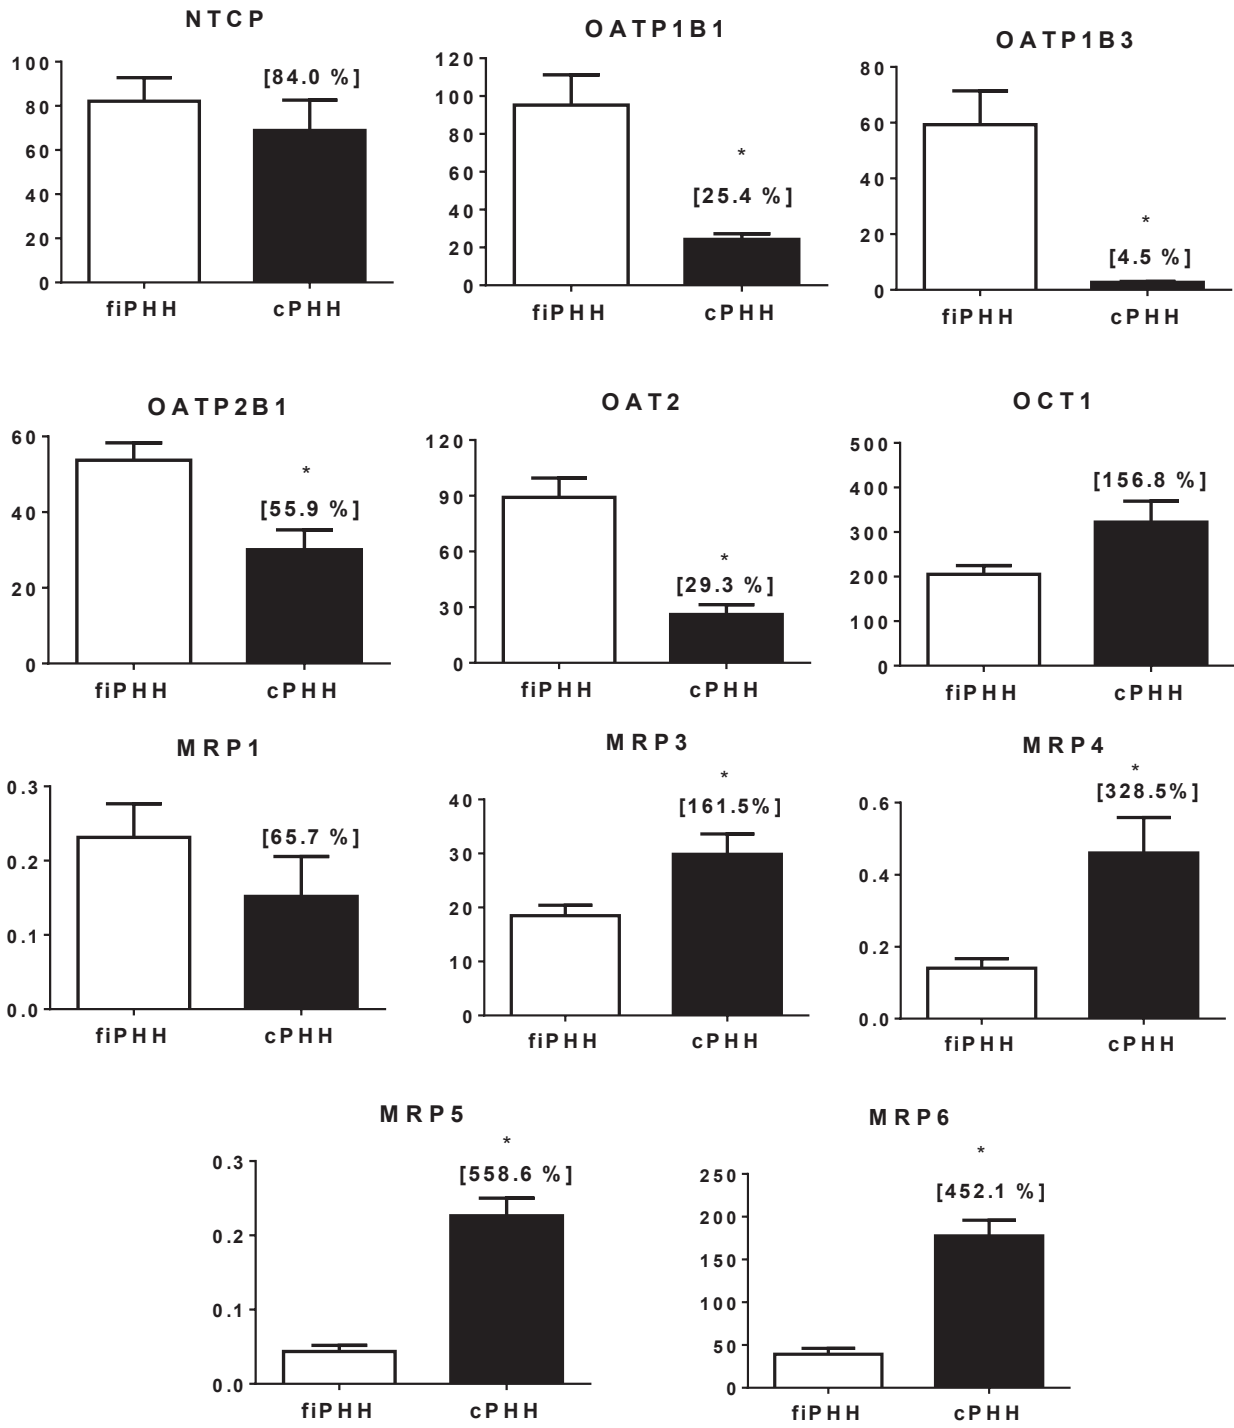 NTCP
100
80
60
40
20
0
[84.0 %]
fiPHH
cPHH
OATP1B1
120
100
80
60
40
20
0
*
[25.4 %]
fiPHH
cPHH
OATP1B3
80
60
40
20
0
*
[4.5 %]
fiPHH
cPHH
OATP2B1
60
40
20
0
*
[55.9 %]
fiPHH
cPHH
OAT2
120
90
60
30
0
*
[29.3 %]
fiPHH
cPHH
OCT1
500
400
300
200
100
0
[156.8 %]
fiPHH
cPHH
MRP1
0.3
0.2
0.1
0.0
[65.7 %]
fiPHH
cPHH
MRP3
40
30
20
10
0
*
[161.5%]
fiPHH
cPHH
MRP4
0.6
0.4
0.2
0.0
*
[328.5%]
fiPHH
cPHH
MRP5
0.3
0.2
0.1
0.0
*
[558.6 %]
fiPHH
cPHH
MRP6
250
200
150
100
50
0
*
[452.1 %]
fiPHH
cPHH